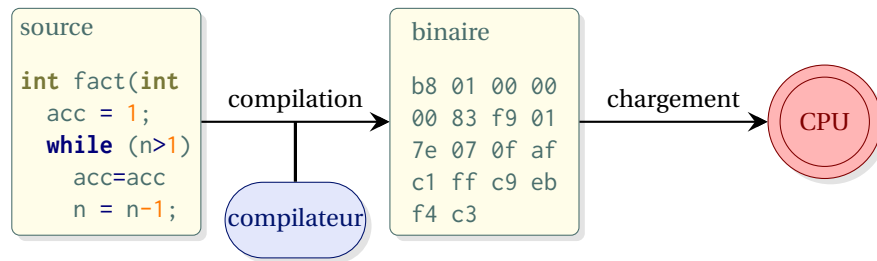 source
int fact(int
acc = 1;
while (n>1)
acc=acc
n = n-1;
compilation
compilateur
binaire
b8 01 00 00
00 83 f9 01
7e 07 0f af
c1 ff c9 eb
f4 c3
chargement
CPU